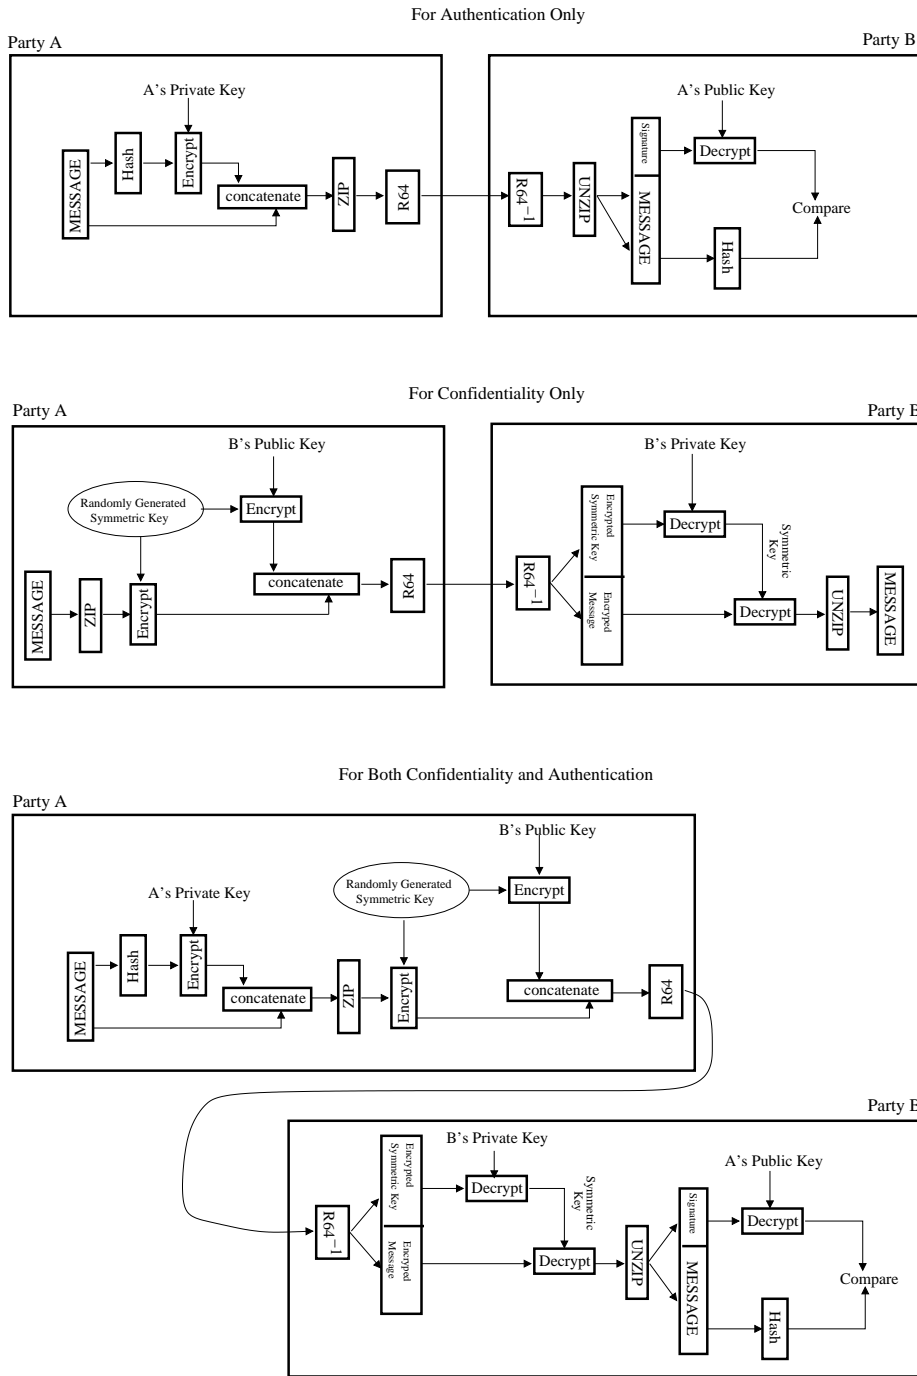 For Authentication Only
Party A
Party B
A's Private Key
MESSAGE
Hash
Encrypt
concatenate
ZIP
R64
A's Public Key
R64−1
UNZIP
Signature
MESSAGE
Decrypt
Hash
Compare
For Confidentiality Only
Party A
Party B
B's Public Key
Randomly Generated
Symmetric Key
Encrypt
MESSAGE
ZIP
Encrypt
concatenate
R64
B's Private Key
R64−1
Encrypted
Symmetric Key
Encryped
Message
Decrypt
Symmetric
Key
Decrypt
UNZIP
MESSAGE
For Both Confidentiality and Authentication
Party A
B's Public Key
A's Private Key
Randomly Generated
Symmetric Key
Encrypt
MESSAGE
Hash
Encrypt
concatenate
ZIP
Encrypt
concatenate
R64
Party B
B's Private Key
A's Public Key
R64−1
Encrypted
Symmetric Key
Encryped
Message
Decrypt
Symmetric
Key
Decrypt
UNZIP
Signature
MESSAGE
Decrypt
Hash
Compare